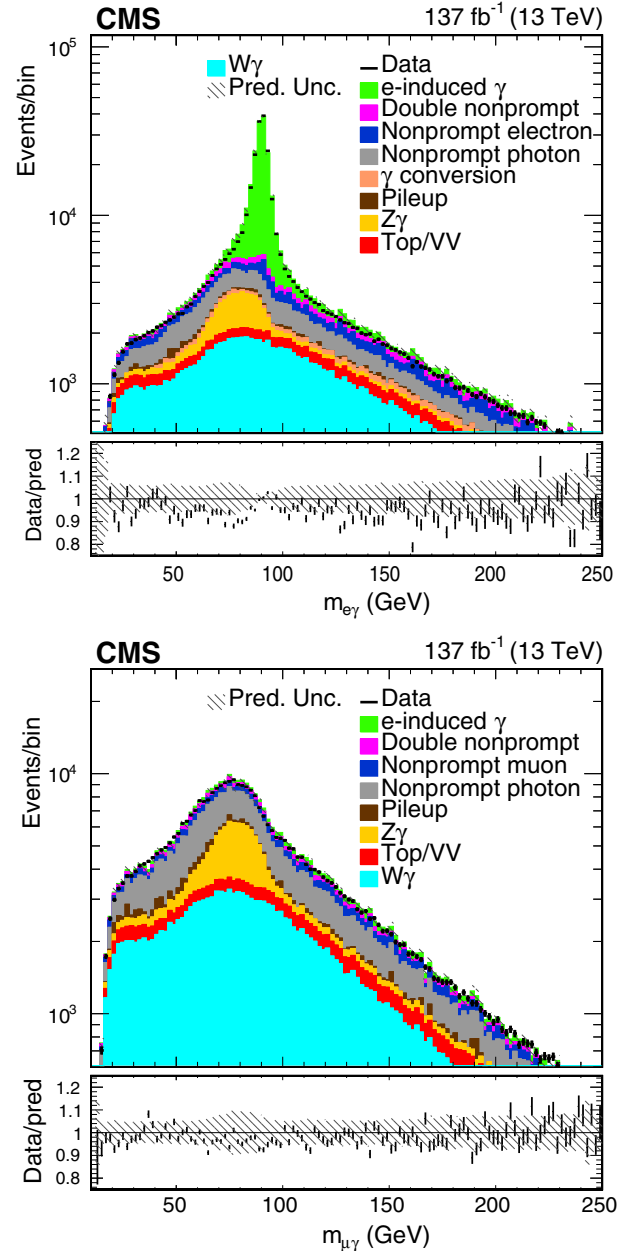 CMS 137 fb⁻¹ (13 TeV)
10⁵
Wγ Data
Pred. Unc. e-induced γ
Double nonprompt
Nonprompt electron
Nonprompt photon
γ conversion
10⁴ Pileup
Zγ
Top/VV
10³
Events/bin
1.2
1.1
1
0.9
0.8
Data/pred
50 100 150 200 250
m_eγ (GeV)
CMS 137 fb⁻¹ (13 TeV)
Pred. Unc. Data
e-induced γ
Double nonprompt
10⁴ Nonprompt muon
Nonprompt photon
Pileup
Zγ
Top/VV
Wγ
10³
Events/bin
1.2
1.1
1
0.9
0.8
Data/pred
50 100 150 200 250
m_μγ (GeV)